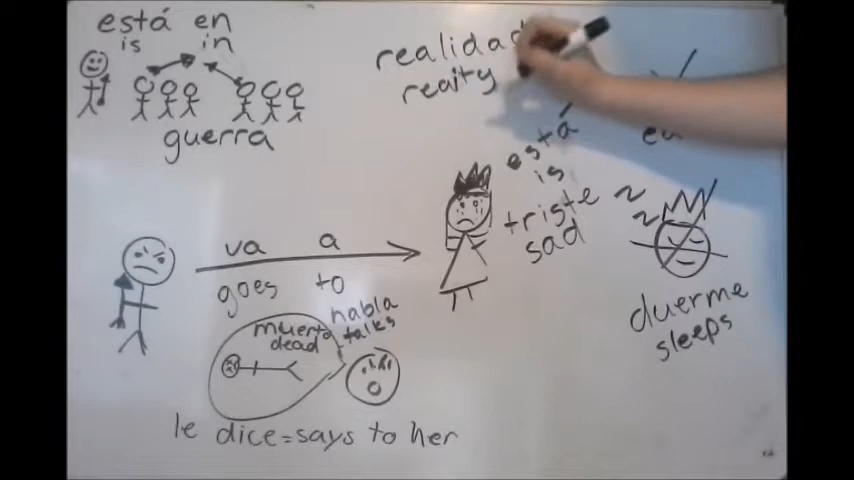 está en
is in
guerra
realidad
reaity
está
is
triste
sad
va a
goes to
habla
talks
muerto
dead
duerme
sleeps
le dice=says to her